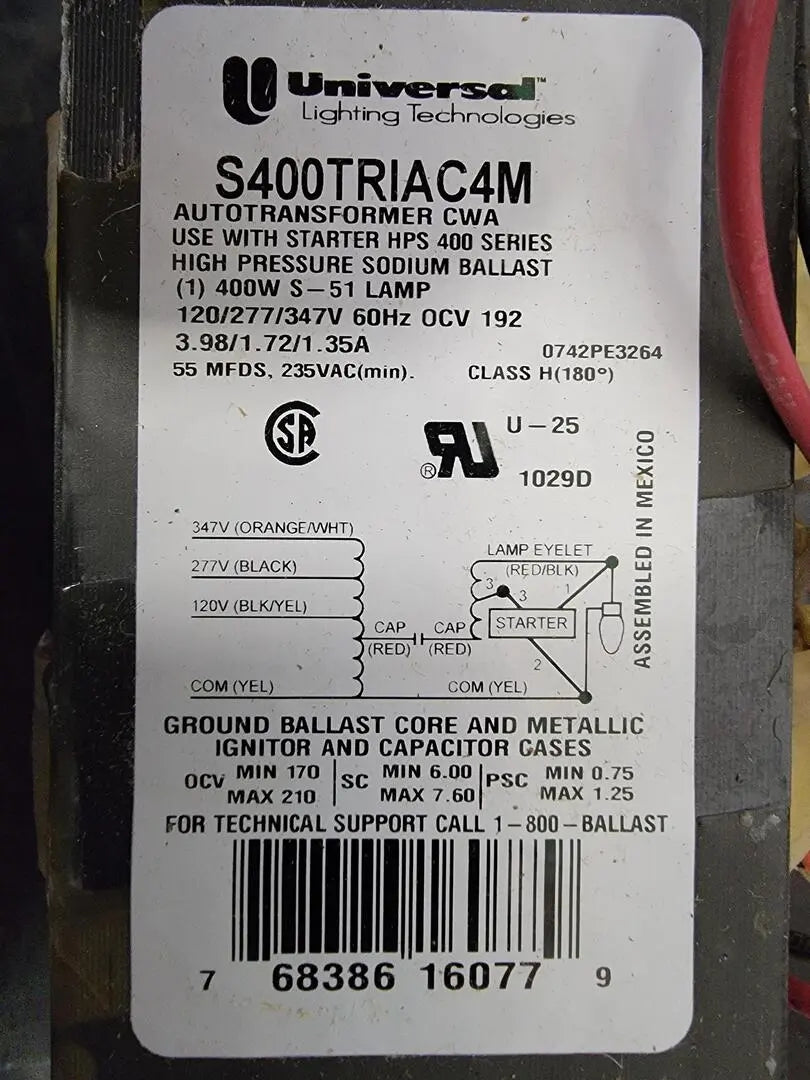 Universal™
Lighting Technologies
S400TRIAC4M
AUTOTRANSFORMER CWA
USE WITH STARTER HPS 400 SERIES
HIGH PRESSURE SODIUM BALLAST
(1) 400W S-51 LAMP
120/277/347V 60Hz OCV 192
3.98/1.72/1.35A
0742PE3264
55 MFDS, 235VAC(min).
CLASS H(180°)
SA
RU ®
U-25
1029D
ASSEMBLED IN MEXICO
347V (ORANGE/WHT)
277V (BLACK)
120V (BLK/YEL)
COM (YEL)
CAP
(RED)
CAP
(RED)
LAMP EYELET
(RED/BLK)
3
3
1
STARTER
2
COM (YEL)
GROUND BALLAST CORE AND METALLIC
IGNITOR AND CAPACITOR CASES
OCV MIN 170 MAX 210
SC MIN 6.00 MAX 7.60
PSC MIN 0.75 MAX 1.25
FOR TECHNICAL SUPPORT CALL 1-800-BALLAST
7 68386 16077 9